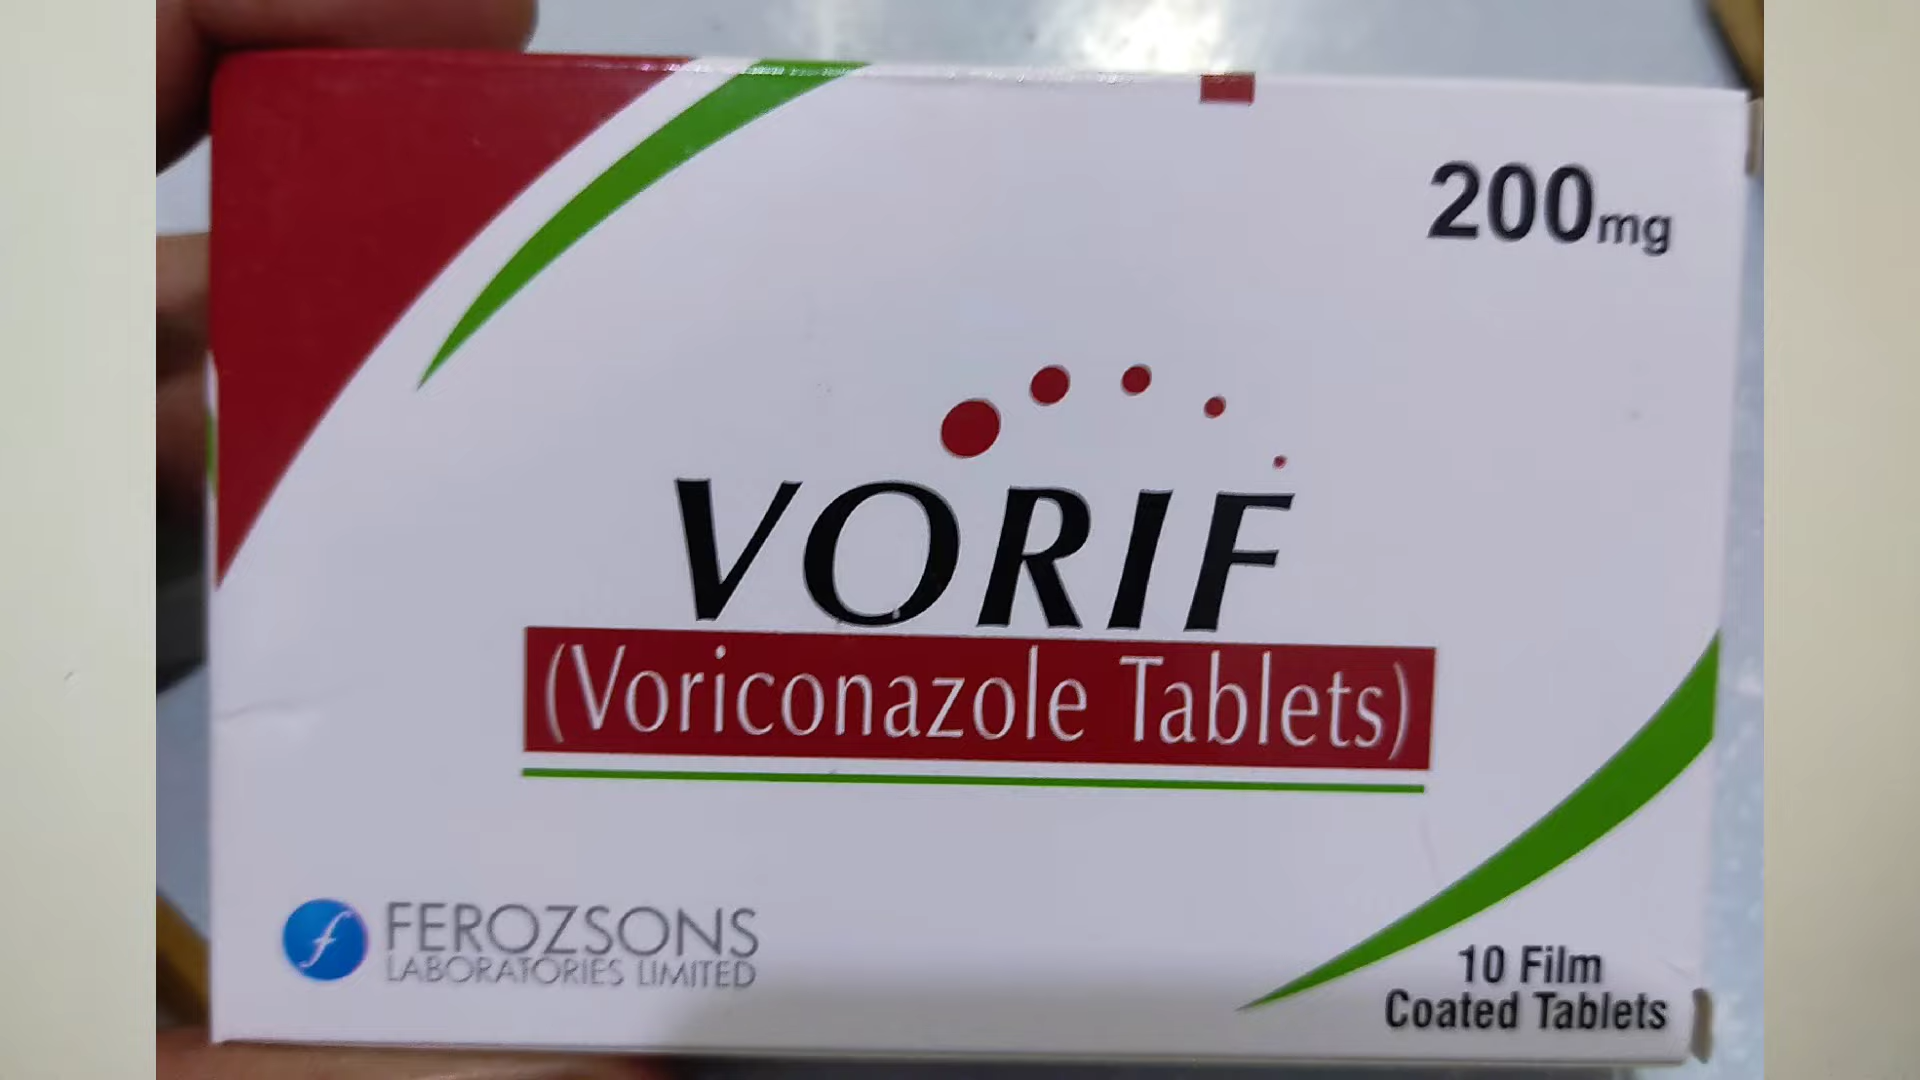 200mg
VORIF
(Voriconazole Tablets)
f FEROZSONS
LABORATORIES LIMITED
10 Film
Coated Tablets